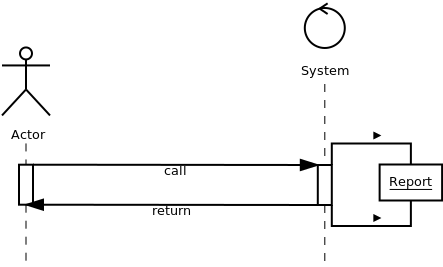 System
Actor
call
Report
return